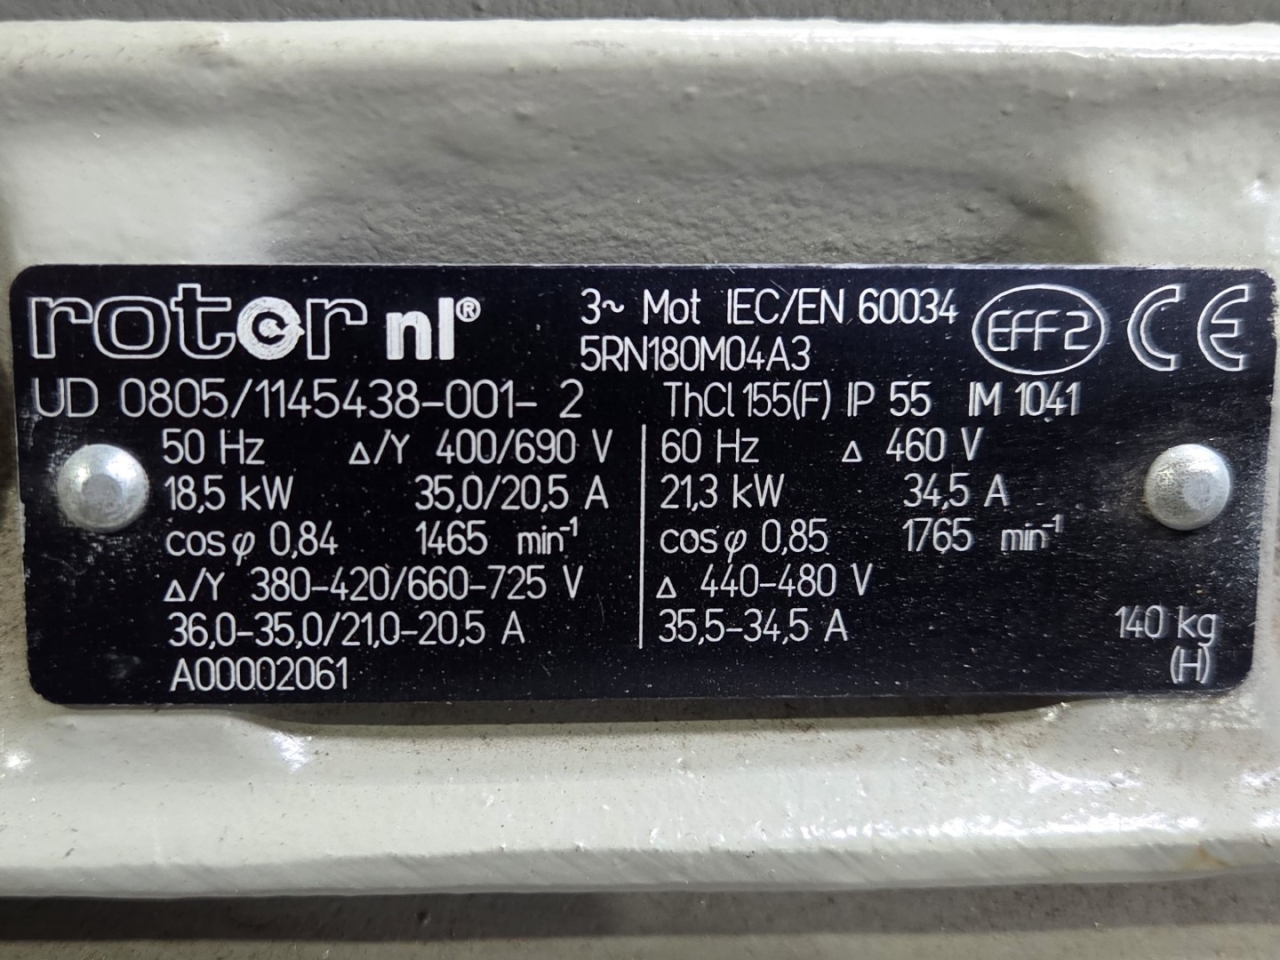 rotor nl® 3~ Mot IEC/EN 60034 EFF2 CE
5RN180M04A3
UD 0805/1145438-001- 2 ThCl 155(F) IP 55 IM 1041
50 Hz Δ/Y 400/690 V 60 Hz Δ 460 V
18,5 kW 35,0/20,5 A 21,3 kW 34,5 A
cos φ 0,84 1465 min⁻¹ cos φ 0,85 1765 min⁻¹
Δ/Y 380-420/660-725 V Δ 440-480 V
36,0-35,0/21,0-20,5 A 35,5-34,5 A 140 kg
A00002061 (H)